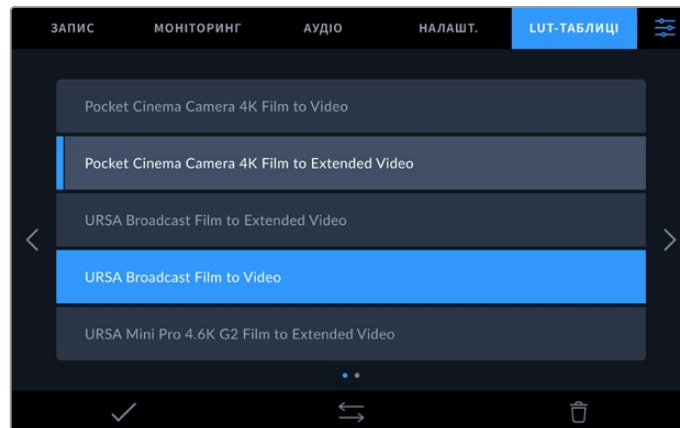 ЗАПИС МОНІТОРИНГ АУДІО НАЛАШТ. LUT-ТАБЛИЦІ
Pocket Cinema Camera 4K Film to Video
Pocket Cinema Camera 4K Film to Extended Video
URSA Broadcast Film to Extended Video
URSA Broadcast Film to Video
URSA Mini Pro 4.6K G2 Film to Extended Video